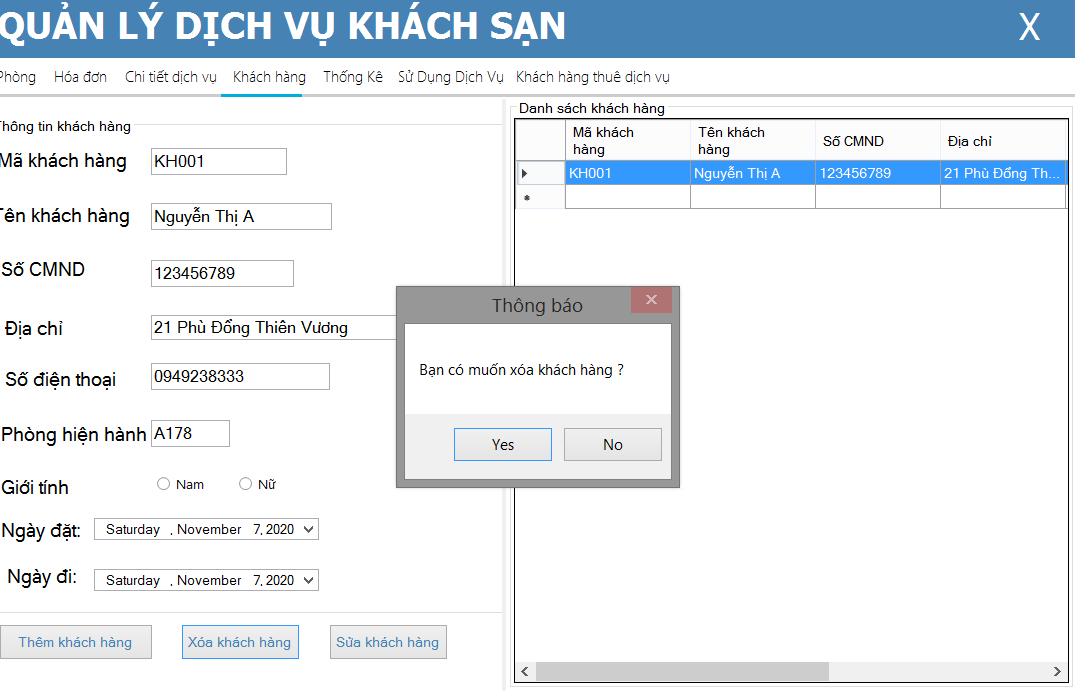 QUẢN LÝ DỊCH VỤ KHÁCH SẠN X
Phòng Hóa đơn Chi tiết dịch vụ Khách hàng Thống Kê Sử Dụng Dịch Vụ Khách hàng thuê dịch vụ
Thông tin khách hàng
Mã khách hàng KH001
Tên khách hàng Nguyễn Thị A
Số CMND 123456789
Địa chỉ 21 Phù Đổng Thiên Vương
Số điện thoại 0949238333
Phòng hiện hành A178
Giới tính Nam Nữ
Ngày đặt: Saturday , November 7, 2020
Ngày đi: Saturday , November 7, 2020
Thêm khách hàng Xóa khách hàng Sửa khách hàng
Danh sách khách hàng
Mã khách hàng Tên khách hàng Số CMND Địa chỉ
KH001 Nguyễn Thị A 123456789 21 Phù Đổng Th...
Thông báo
Bạn có muốn xóa khách hàng ?
Yes No